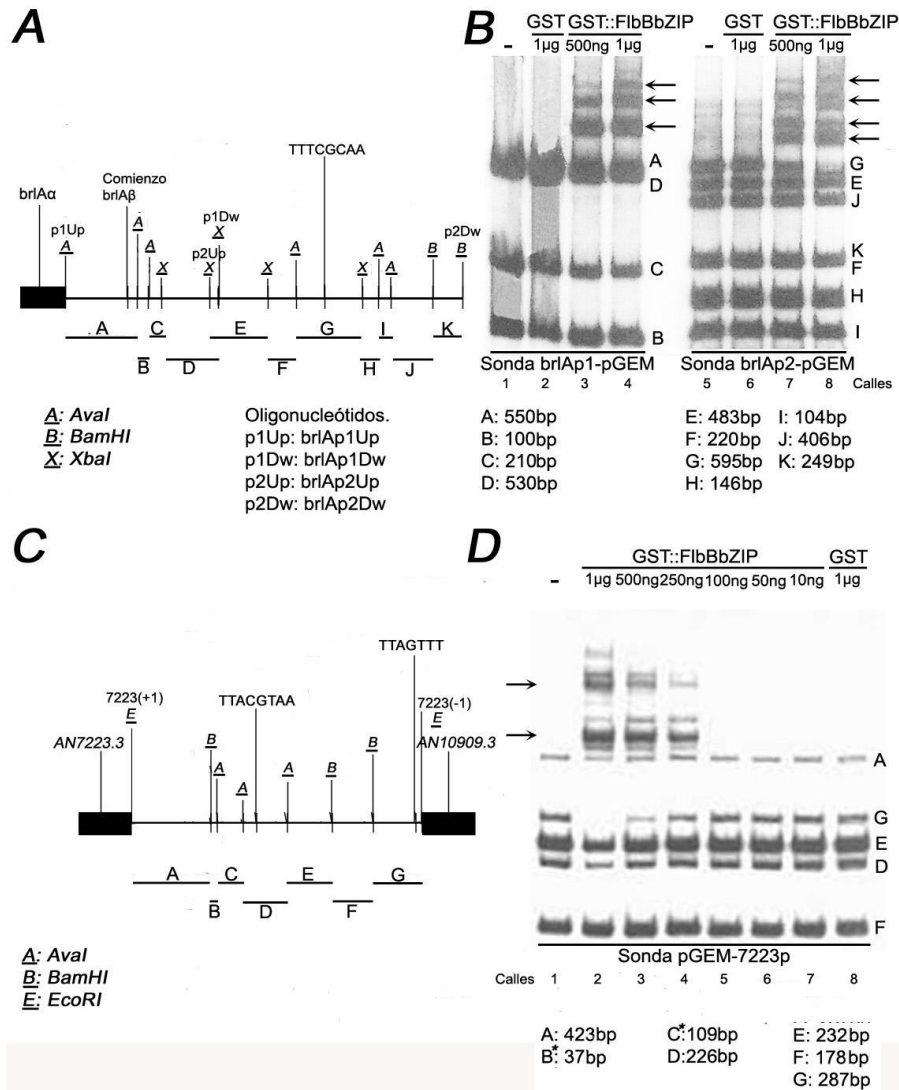 A
TTTCGCAA
brlAα
Comienzo
brlAβ
p1Up
A
A
A
X
p1Dw
X
p2Up
X
X
A
X
A
A
B
p2Dw
B
A
C
E
G
I
K
B
D
F
H
J
A: AvaI
B: BamHI
X: XbaI
Oligonucleótidos.
p1Up: brlAp1Up
p1Dw: brlAp1Dw
p2Up: brlAp2Up
p2Dw: brlAp2Dw
B
GST GST::FlbBbZIP
- 1µg 500ng 1µg
A
D
C
B
Sonda brlAp1-pGEM
1 2 3 4
GST GST::FlbBbZIP
- 1µg 500ng 1µg
G
E
J
K
F
H
I
Sonda brlAp2-pGEM
5 6 7 8 Calles
A: 550bp
B: 100bp
C: 210bp
D: 530bp
E: 483bp
F: 220bp
G: 595bp
H: 146bp
I: 104bp
J: 406bp
K: 249bp
C
TTAGTTT
TTACGTAA
7223(+1)
E
7223(-1)
E
AN7223.3
AN10909.3
B
A
A
A
B
B
A
C
E
G
B
D
F
A: AvaI
B: BamHI
E: EcoRI
D
GST::FlbBbZIP GST
- 1µg 500ng 250ng 100ng 50ng 10ng 1µg
A
G
E
D
F
Sonda pGEM-7223p
Calles 1 2 3 4 5 6 7 8
A: 423bp
B*: 37bp
C*: 109bp
D: 226bp
E: 232bp
F: 178bp
G: 287bp